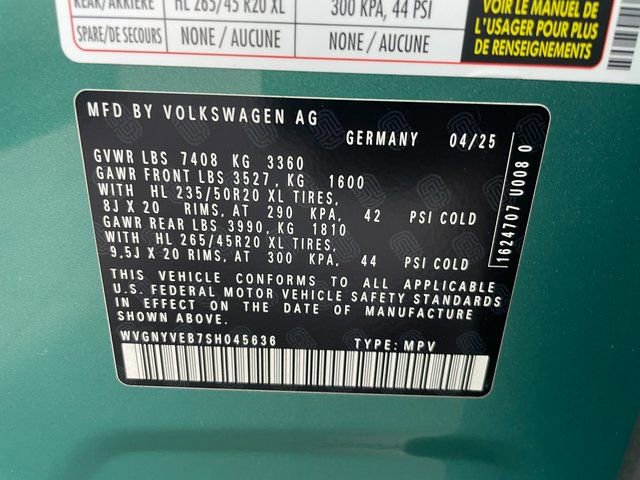 REAR/ARRIÈRE HL 265/45 R20 XL 300 KPA, 44 PSI
SPARE/DE SECOURS NONE / AUCUNE NONE / AUCUNE
VOIR LE MANUEL DE
L'USAGER POUR PLUS
DE RENSEIGNEMENTS
MFD BY VOLKSWAGEN AG
GERMANY 04/25
GVWR LBS 7408 KG 3360
GAWR FRONT LBS 3527, KG 1600
WITH HL 235/50R20 XL TIRES,
8J X 20 RIMS, AT 290 KPA, 42 PSI COLD
GAWR REAR LBS 3990, KG 1810
WITH HL 265/45R20 XL TIRES,
9,5J X 20 RIMS, AT 300 KPA, 44 PSI COLD
THIS VEHICLE CONFORMS TO ALL APPLICABLE
U.S. FEDERAL MOTOR VEHICLE SAFETY STANDARDS
IN EFFECT ON THE DATE OF MANUFACTURE
SHOWN ABOVE.
WVGNYVEB7SH045636 TYPE: MPV
1624707 U008 0